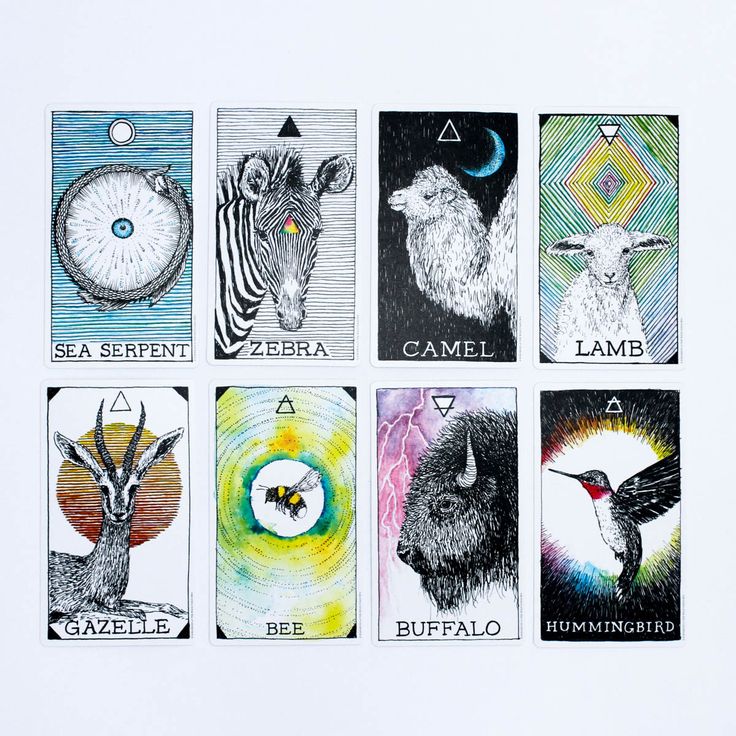 SEA SERPENT
ZEBRA
CAMEL
LAMB
GAZELLE
BEE
BUFFALO
HUMMINGBIRD